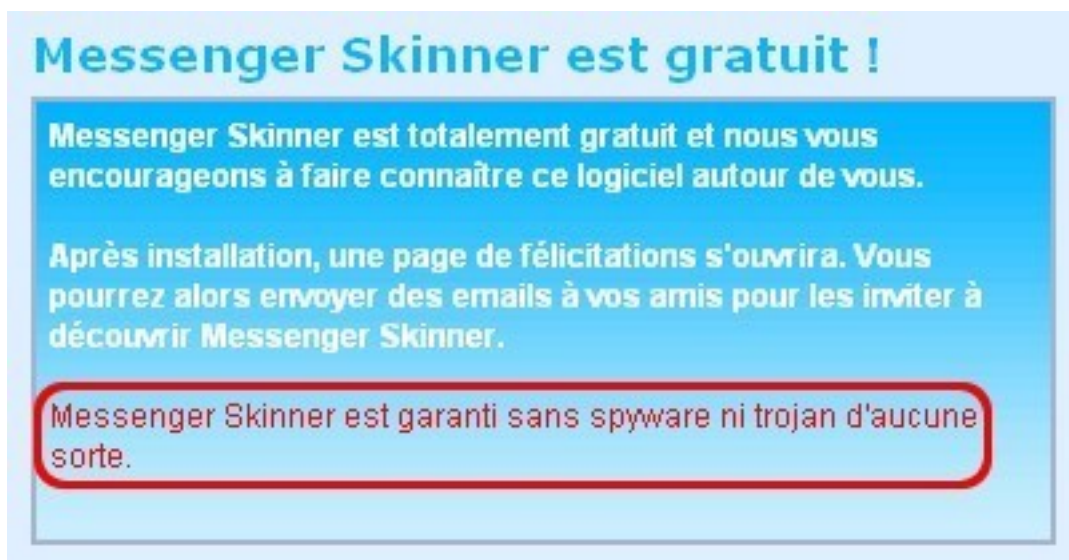 Messenger Skinner est gratuit !
Messenger Skinner est totalement gratuit et nous vous
encourageons à faire connaître ce logiciel autour de vous.
Après installation, une page de félicitations s'ouvrira. Vous
pourrez alors envoyer des emails à vos amis pour les inviter à
découvrir Messenger Skinner.
Messenger Skinner est garanti sans spyware ni trojan d'aucune
sorte.